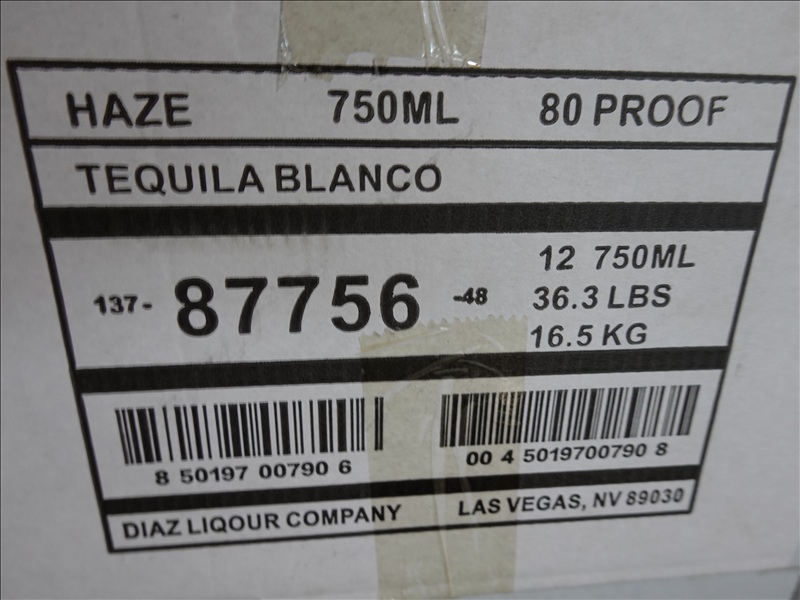 HAZE 750ML 80 PROOF
TEQUILA BLANCO
12 750ML
137- 87756 -48 36.3 LBS
16.5 KG
8 50197 00790 6 00 4 5019700790 8
DIAZ LIQOUR COMPANY LAS VEGAS, NV 89030